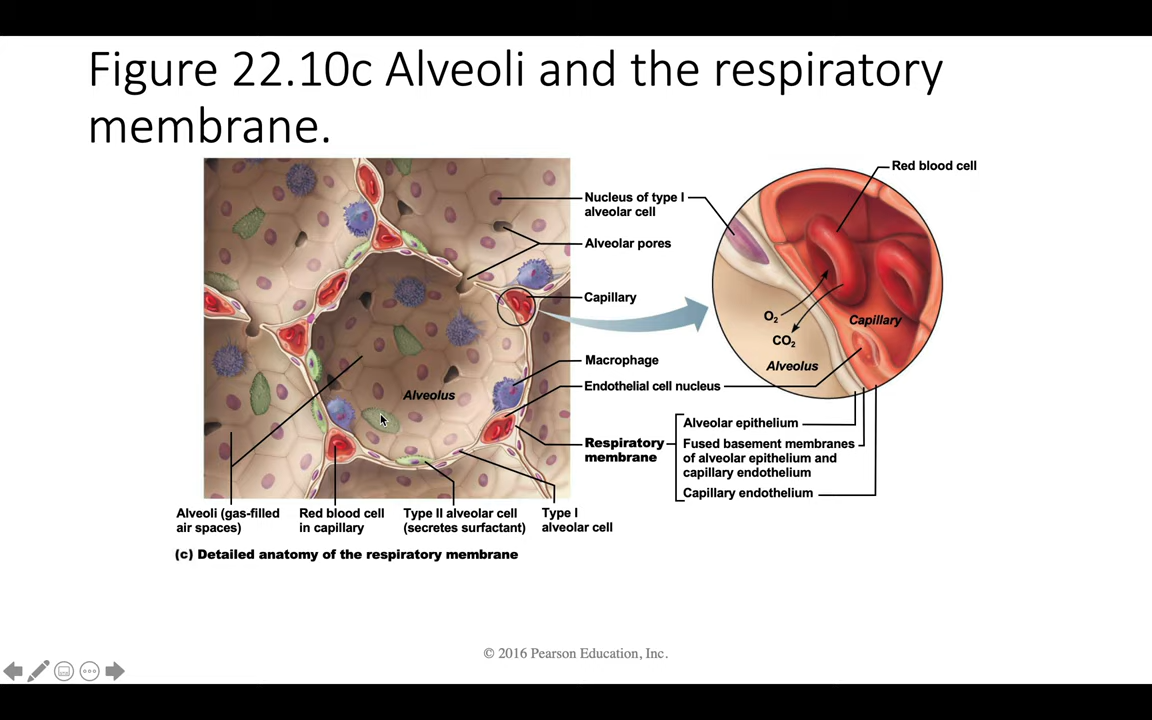 Figure 22.10c Alveoli and the respiratory
membrane.
Red blood cell
Nucleus of type I
alveolar cell
Alveolar pores
Capillary
O2
CO2
Capillary
Alveolus
Macrophage
Endothelial cell nucleus
Alveolus
Respiratory
membrane
Alveolar epithelium
Fused basement membranes
of alveolar epithelium and
capillary endothelium
Capillary endothelium
Alveoli (gas-filled
air spaces)
Red blood cell
in capillary
Type II alveolar cell
(secretes surfactant)
Type I
alveolar cell
(c) Detailed anatomy of the respiratory membrane
© 2016 Pearson Education, Inc.